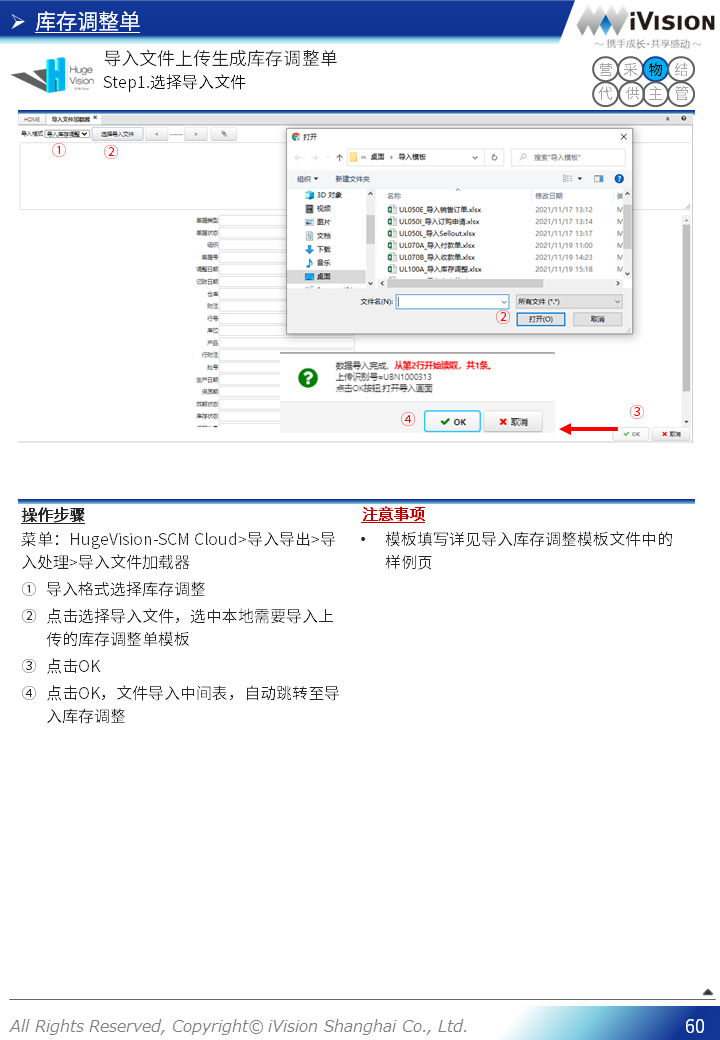 库存调整单
iVISION
～ 携手成长·共享感动 ～
Huge
Vision
导入文件上传生成库存调整单
Step1.选择导入文件
营 采 物 结
代 供 主 管
HOME 导入文件加载器 ×
导入格式 导入库存调整 选择导入文件 < ------ >
① ②
单据类型
单据状态
组织
单据号
调整日期
记账日期
仓库
附注
行号
库位
产品
行附注
批号
生产日期
保质期
效期状态
库存状态
打开
« 桌面 › 导入模板
搜索"导入模板"
组织 新建文件夹
3D 对象
视频
图片
文档
下载
音乐
桌面
名称 修改日期 类
UL050E_导入销售订单.xlsx 2021/11/17 13:12 M
UL050I_导入订购申请.xlsx 2021/11/17 13:14 M
UL050L_导入Sellout.xlsx 2021/11/17 13:17 M
UL070A_导入付款单.xlsx 2021/11/19 11:00 M
UL070B_导入收款单.xlsx 2021/11/19 14:23 M
UL100A_导入库存调整.xlsx 2021/11/19 15:18 M
文件名(N): 所有文件 (*.*)
② 打开(O) 取消
数据导入完成。从第2行开始读取，共1条。
上传识别号=UBN1000313
点击OK按钮,打开导入画面
④ OK 取消
③
OK 取消
操作步骤
菜单：HugeVision-SCM Cloud>导入导出>导
入处理>导入文件加载器
① 导入格式选择库存调整
② 点击选择导入文件，选中本地需要导入上
传的库存调整单模板
③ 点击OK
④ 点击OK，文件导入中间表，自动跳转至导
入库存调整
注意事项
• 模板填写详见导入库存调整模板文件中的
样例页
All Rights Reserved, Copyright© iVision Shanghai Co., Ltd.
60